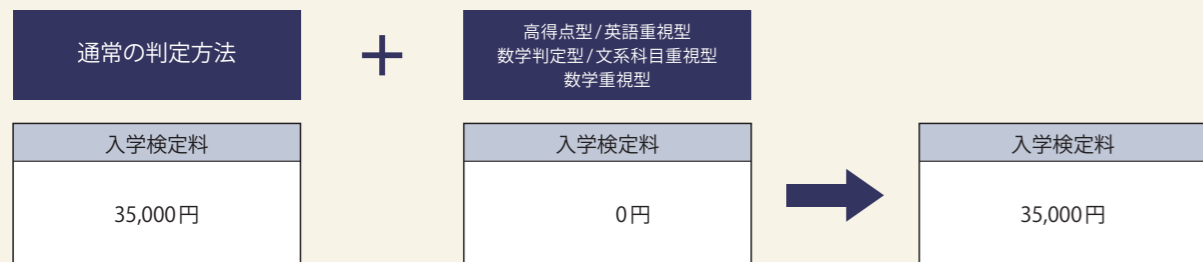 通常の判定方法
＋
高得点型/英語重視型
数学判定型/文系科目重視型
数学重視型
入学検定料
35,000円
入学検定料
0円
入学検定料
35,000円